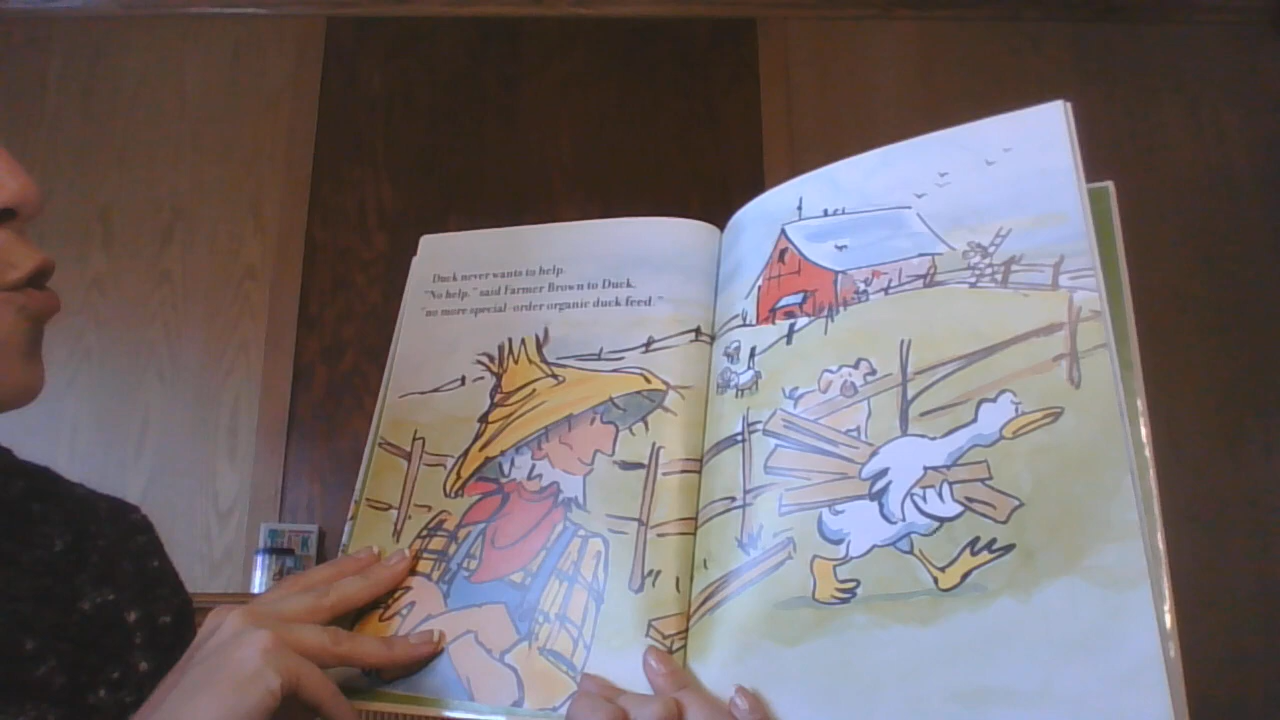 Duck never wants to help.
"No help," said Farmer Brown to Duck,
"no more special-order organic duck feed."